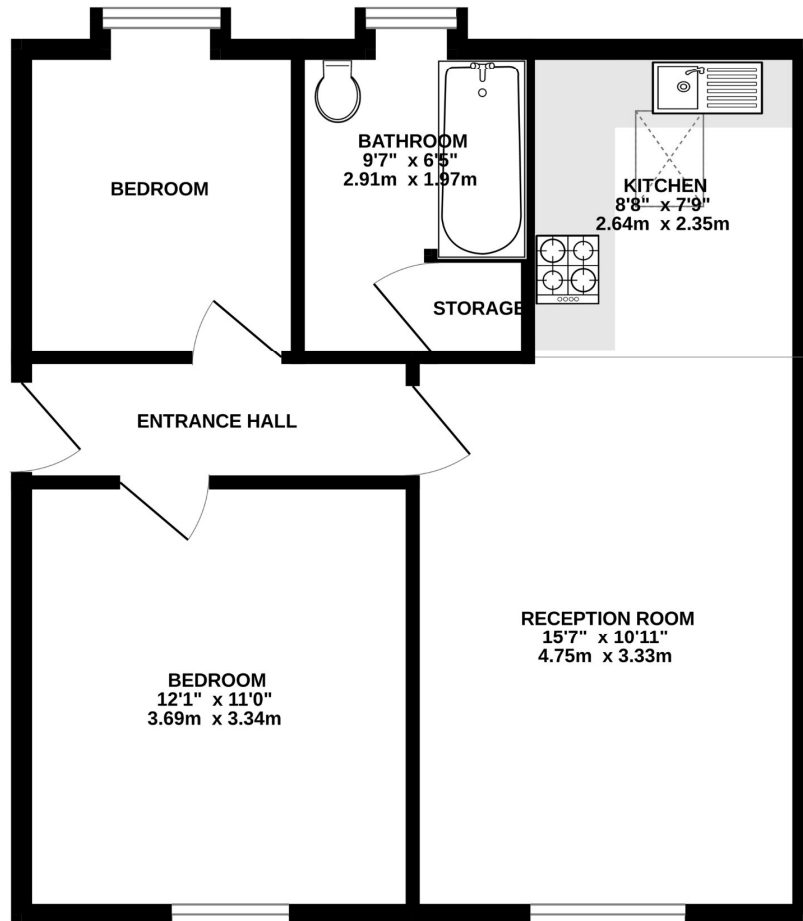 BEDROOM
BATHROOM
9'7" x 6'5"
2.91m x 1.97m
KITCHEN
8'8" x 7'9"
2.64m x 2.35m
STORAGE
ENTRANCE HALL
BEDROOM
12'1" x 11'0"
3.69m x 3.34m
RECEPTION ROOM
15'7" x 10'11"
4.75m x 3.33m